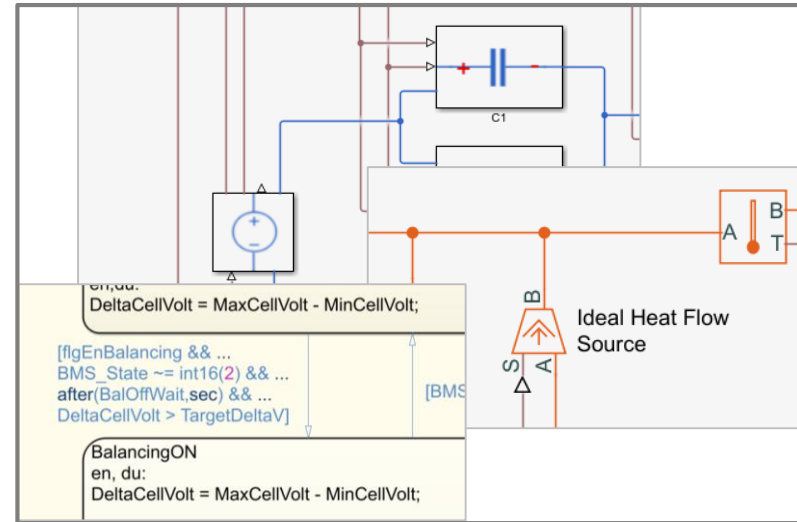 C1
A
B
T
B
Ideal Heat Flow
Source
S
A
en,du:
DeltaCellVolt = MaxCellVolt - MinCellVolt;
[flgEnBalancing && ...
BMS_State ~= int16(2) && ...
after(BalOffWait,sec) && ...
DeltaCellVolt > TargetDeltaV]
[BMS
BalancingON
en, du:
DeltaCellVolt = MaxCellVolt - MinCellVolt;